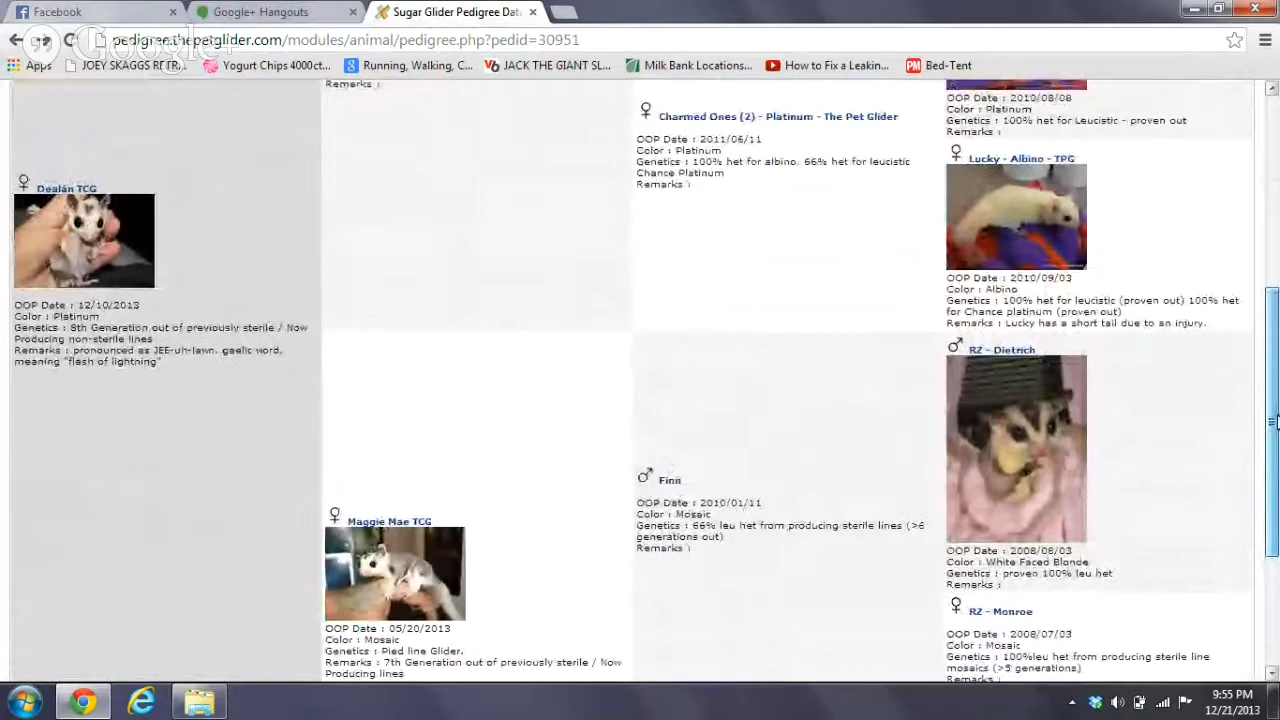 Facebook
Google+ Hangouts
Sugar Glider Pedigree Dat
pedigree.thepetglider.com/modules/animal/pedigree.php?pedid=30951
Google+
Apps
JOEY SKAGGS RETR...
Yogurt Chips 4000ct...
Running, Walking, C...
JACK THE GIANT SL...
Milk Bank Locations...
How to Fix a Leakin...
PM Bed-Tent
Dealán TCG
OOP Date : 12/10/2013
Color : Platinum
Genetics : 8th Generation out of previously sterile / Now
Producing non-sterile lines
Remarks : pronounced as JEE-uh-lawn. gaelic word,
meaning "flash of lightning"
Remarks :
Maggie Mae TCG
OOP Date : 05/20/2013
Color : Mosaic
Genetics : Pied line Glider.
Remarks : 7th Generation out of previously sterile / Now
Producing lines
Charmed Ones (2) - Platinum - The Pet Glider
OOP Date : 2011/06/11
Color : Platinum
Genetics : 100% het for albino. 66% het for leucistic
Chance Platinum
Remarks :
Finn
OOP Date : 2010/01/11
Color : Mosaic
Genetics : 66% leu het from producing sterile lines (>6
generations out)
Remarks :
OOP Date : 2010/08/08
Color : Platinum
Genetics : 100% het for Leucistic - proven out
Remarks :
Lucky - Albino - TPG
OOP Date : 2010/09/03
Color : Albino
Genetics : 100% het for leucistic (proven out) 100% het
for Chance platinum (proven out)
Remarks : Lucky has a short tail due to an injury.
RZ - Dietrich
OOP Date : 2008/08/03
Color : White Faced Blonde
Genetics : proven 100% leu het
Remarks :
RZ - Monroe
OOP Date : 2008/07/03
Color : Mosaic
Genetics : 100%leu het from producing sterile line
mosaics (>5 generations)
Remarks :
9:55 PM
12/21/2013